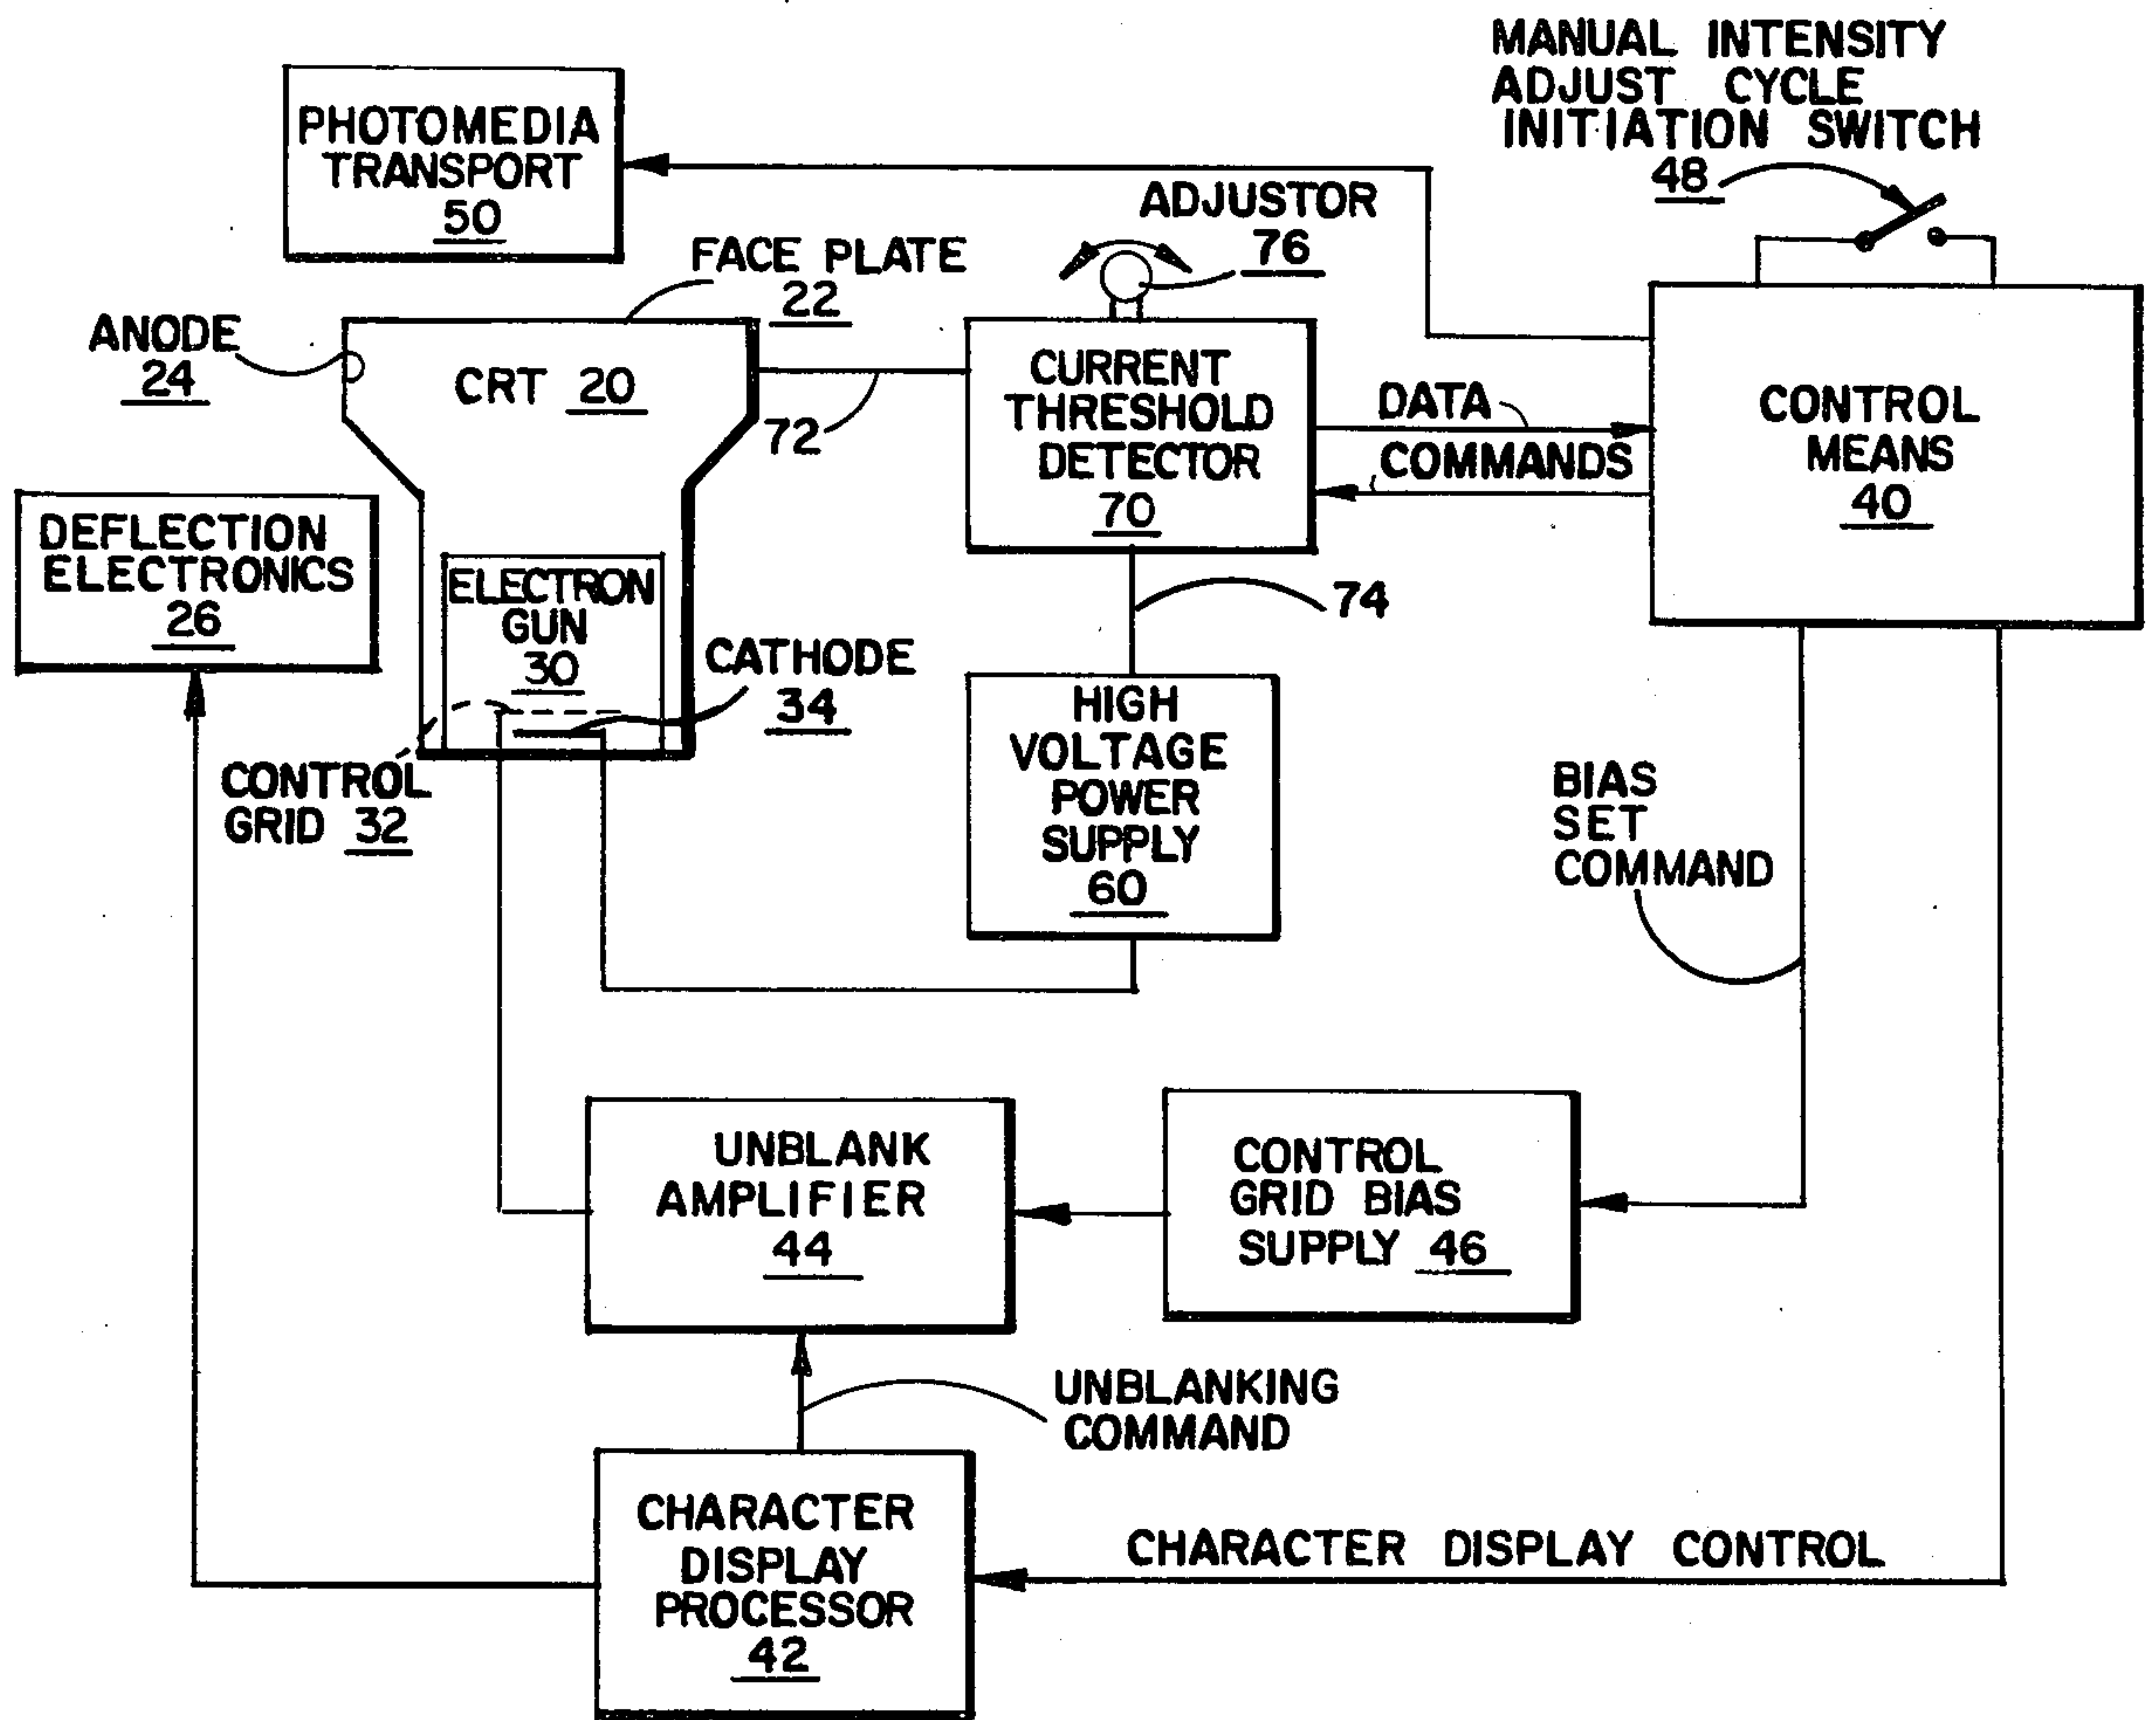 MANUAL INTENSITY
ADJUST CYCLE
INITIATION SWITCH
48
PHOTOMEDIA
TRANSPORT
50
ADJUSTOR
76
FACE PLATE
22
ANODE
24
CRT 20
72
CURRENT
THRESHOLD
DETECTOR
70
DATA
COMMANDS
CONTROL
MEANS
40
DEFLECTION
ELECTRONICS
26
ELECTRON
GUN
30
CATHODE
34
74
CONTROL
GRID 32
HIGH
VOLTAGE
POWER
SUPPLY
60
BIAS
SET
COMMAND
UNBLANK
AMPLIFIER
44
CONTROL
GRID BIAS
SUPPLY 46
UNBLANKING
COMMAND
CHARACTER
DISPLAY
PROCESSOR
42
CHARACTER DISPLAY CONTROL